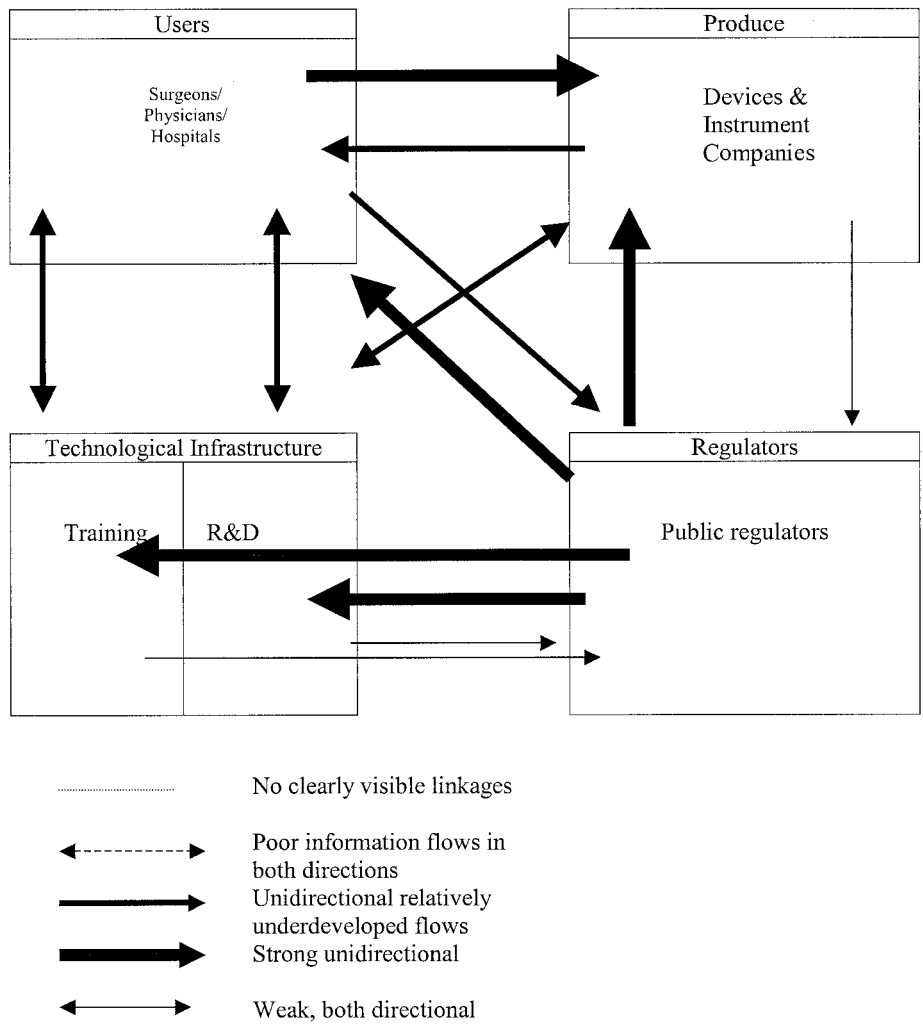 Users
Produce
Surgeons/
Physicians/
Hospitals
Devices &
Instrument
Companies
Technological Infrastructure
Regulators
Training
R&D
Public regulators
No clearly visible linkages
Poor information flows in
both directions
Unidirectional relatively
underdeveloped flows
Strong unidirectional
Weak, both directional